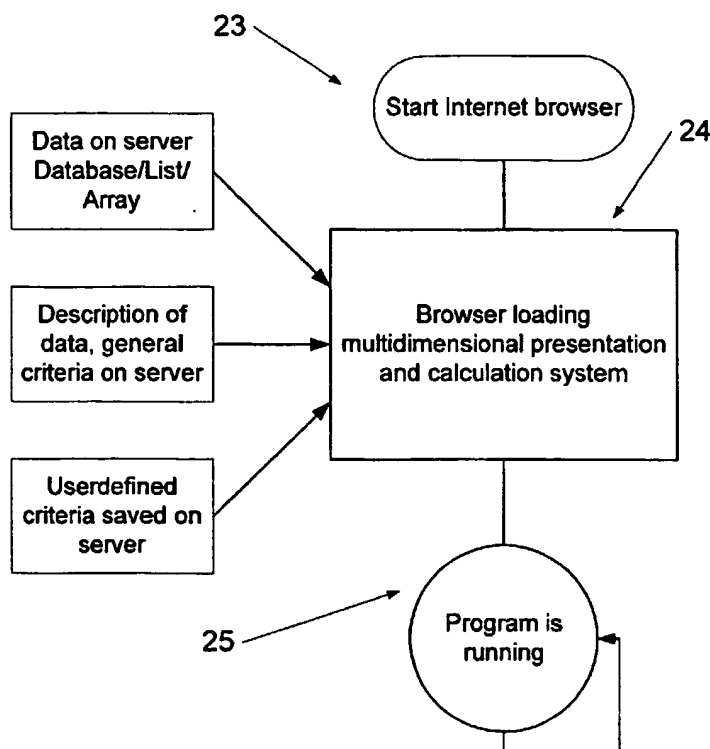 23
Start Internet browser
24
Data on server
Database/List/
Array
Description of
data, general
criteria on server
Browser loading
multidimensional presentation
and calculation system
Userdefined
criteria saved on
server
25
Program is
running